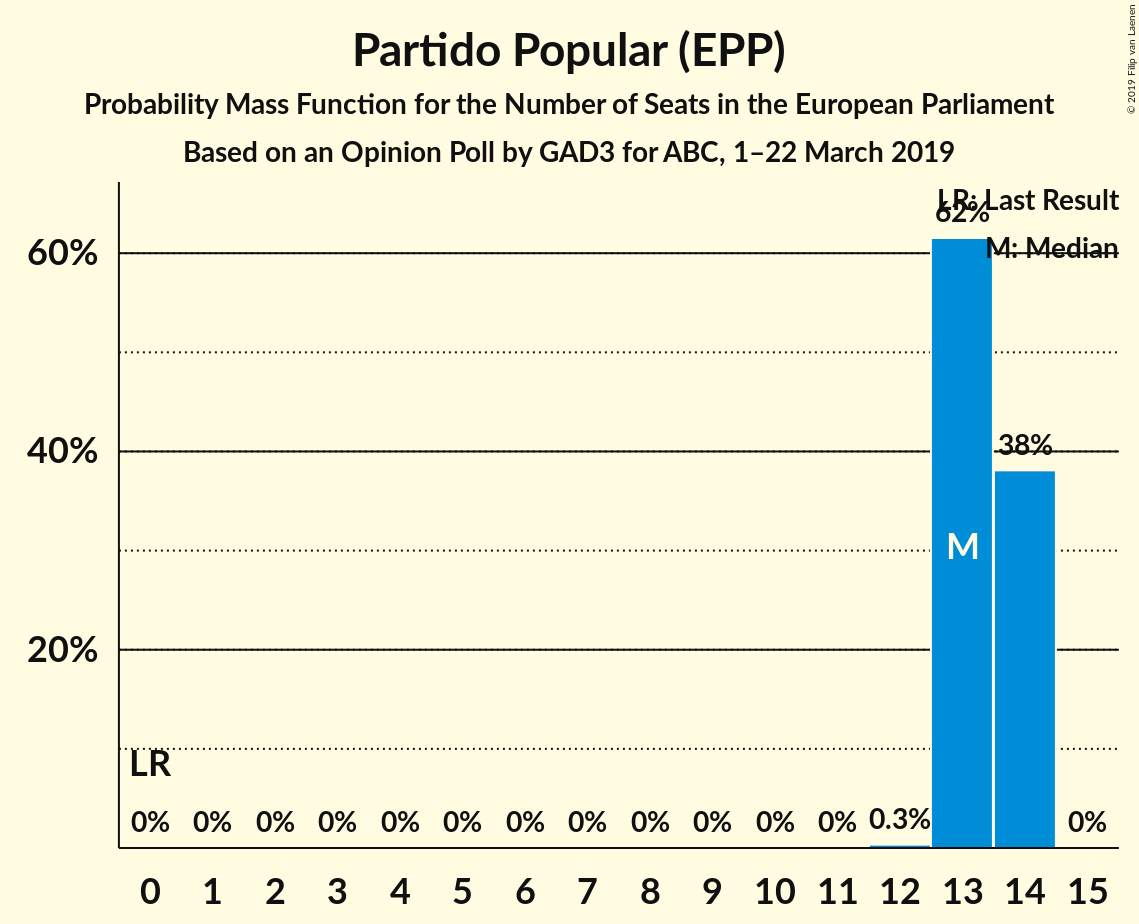 Partido Popular (EPP)
Probability Mass Function for the Number of Seats in the European Parliament
Based on an Opinion Poll by GAD3 for ABC, 1–22 March 2019
© 2019 Filip van Laenen
LR: Last Result
M: Median
60%
40%
20%
62%
38%
M
LR
0% 0% 0% 0% 0% 0% 0% 0% 0% 0% 0% 0% 0.3% 0%
0 1 2 3 4 5 6 7 8 9 10 11 12 13 14 15